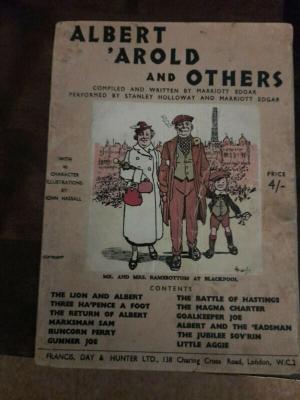 ALBERT
'AROLD
AND OTHERS
COMPILED AND WRITTEN BY MARRIOTT EDGAR
PERFORMED BY STANLEY HOLLOWAY AND MARRIOTT EDGAR
WITH
CHARACTER
ILLUSTRATIONS
BY
JOHN HASSALL
PRICE
4/-
COPYRIGHT
MR. AND MRS. RAMSBOTTOM AT BLACKPOOL
CONTENTS
THE LION AND ALBERT
THREE HA'PENCE A FOOT
THE RETURN OF ALBERT
MARKSMAN SAM
RUNCORN FERRY
GUNNER JOE
THE BATTLE OF HASTINGS
THE MAGNA CHARTER
GOALKEEPER JOE
ALBERT AND THE 'EADSMAN
THE JUBILEE SOV'RIN
LITTLE AGGIE
FRANCIS, DAY & HUNTER LTD., 138 Charing Cross Road, London, W.C.2